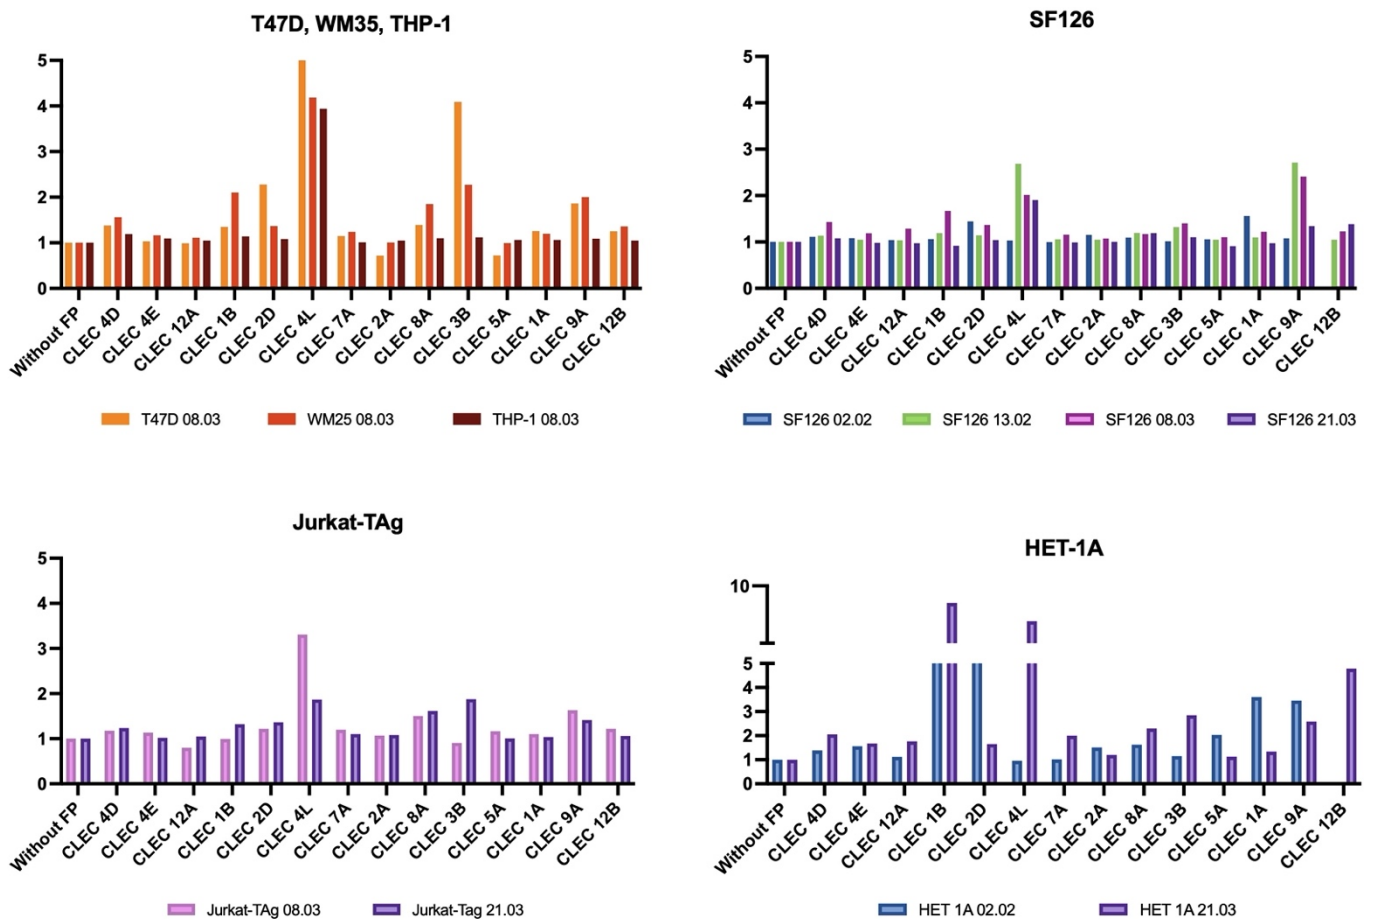 T47D, WM35, THP-1
5
4
3
2
1
0
Without FP
CLEC 4D
CLEC 4E
CLEC 12A
CLEC 1B
CLEC 2D
CLEC 4L
CLEC 7A
CLEC 2A
CLEC 8A
CLEC 3B
CLEC 5A
CLEC 1A
CLEC 9A
CLEC 12B
T47D 08.03 WM25 08.03 THP-1 08.03
SF126
5
4
3
2
1
0
Without FP
CLEC 4D
CLEC 4E
CLEC 12A
CLEC 1B
CLEC 2D
CLEC 4L
CLEC 7A
CLEC 2A
CLEC 8A
CLEC 3B
CLEC 5A
CLEC 1A
CLEC 9A
CLEC 12B
SF126 02.02 SF126 13.02 SF126 08.03 SF126 21.03
Jurkat-TAg
5
4
3
2
1
0
Without FP
CLEC 4D
CLEC 4E
CLEC 12A
CLEC 1B
CLEC 2D
CLEC 4L
CLEC 7A
CLEC 2A
CLEC 8A
CLEC 3B
CLEC 5A
CLEC 1A
CLEC 9A
CLEC 12B
Jurkat-TAg 08.03 Jurkat-Tag 21.03
HET-1A
10
5
4
3
2
1
0
Without FP
CLEC 4D
CLEC 4E
CLEC 12A
CLEC 1B
CLEC 2D
CLEC 4L
CLEC 7A
CLEC 2A
CLEC 8A
CLEC 3B
CLEC 5A
CLEC 1A
CLEC 9A
CLEC 12B
HET 1A 02.02 HET 1A 21.03